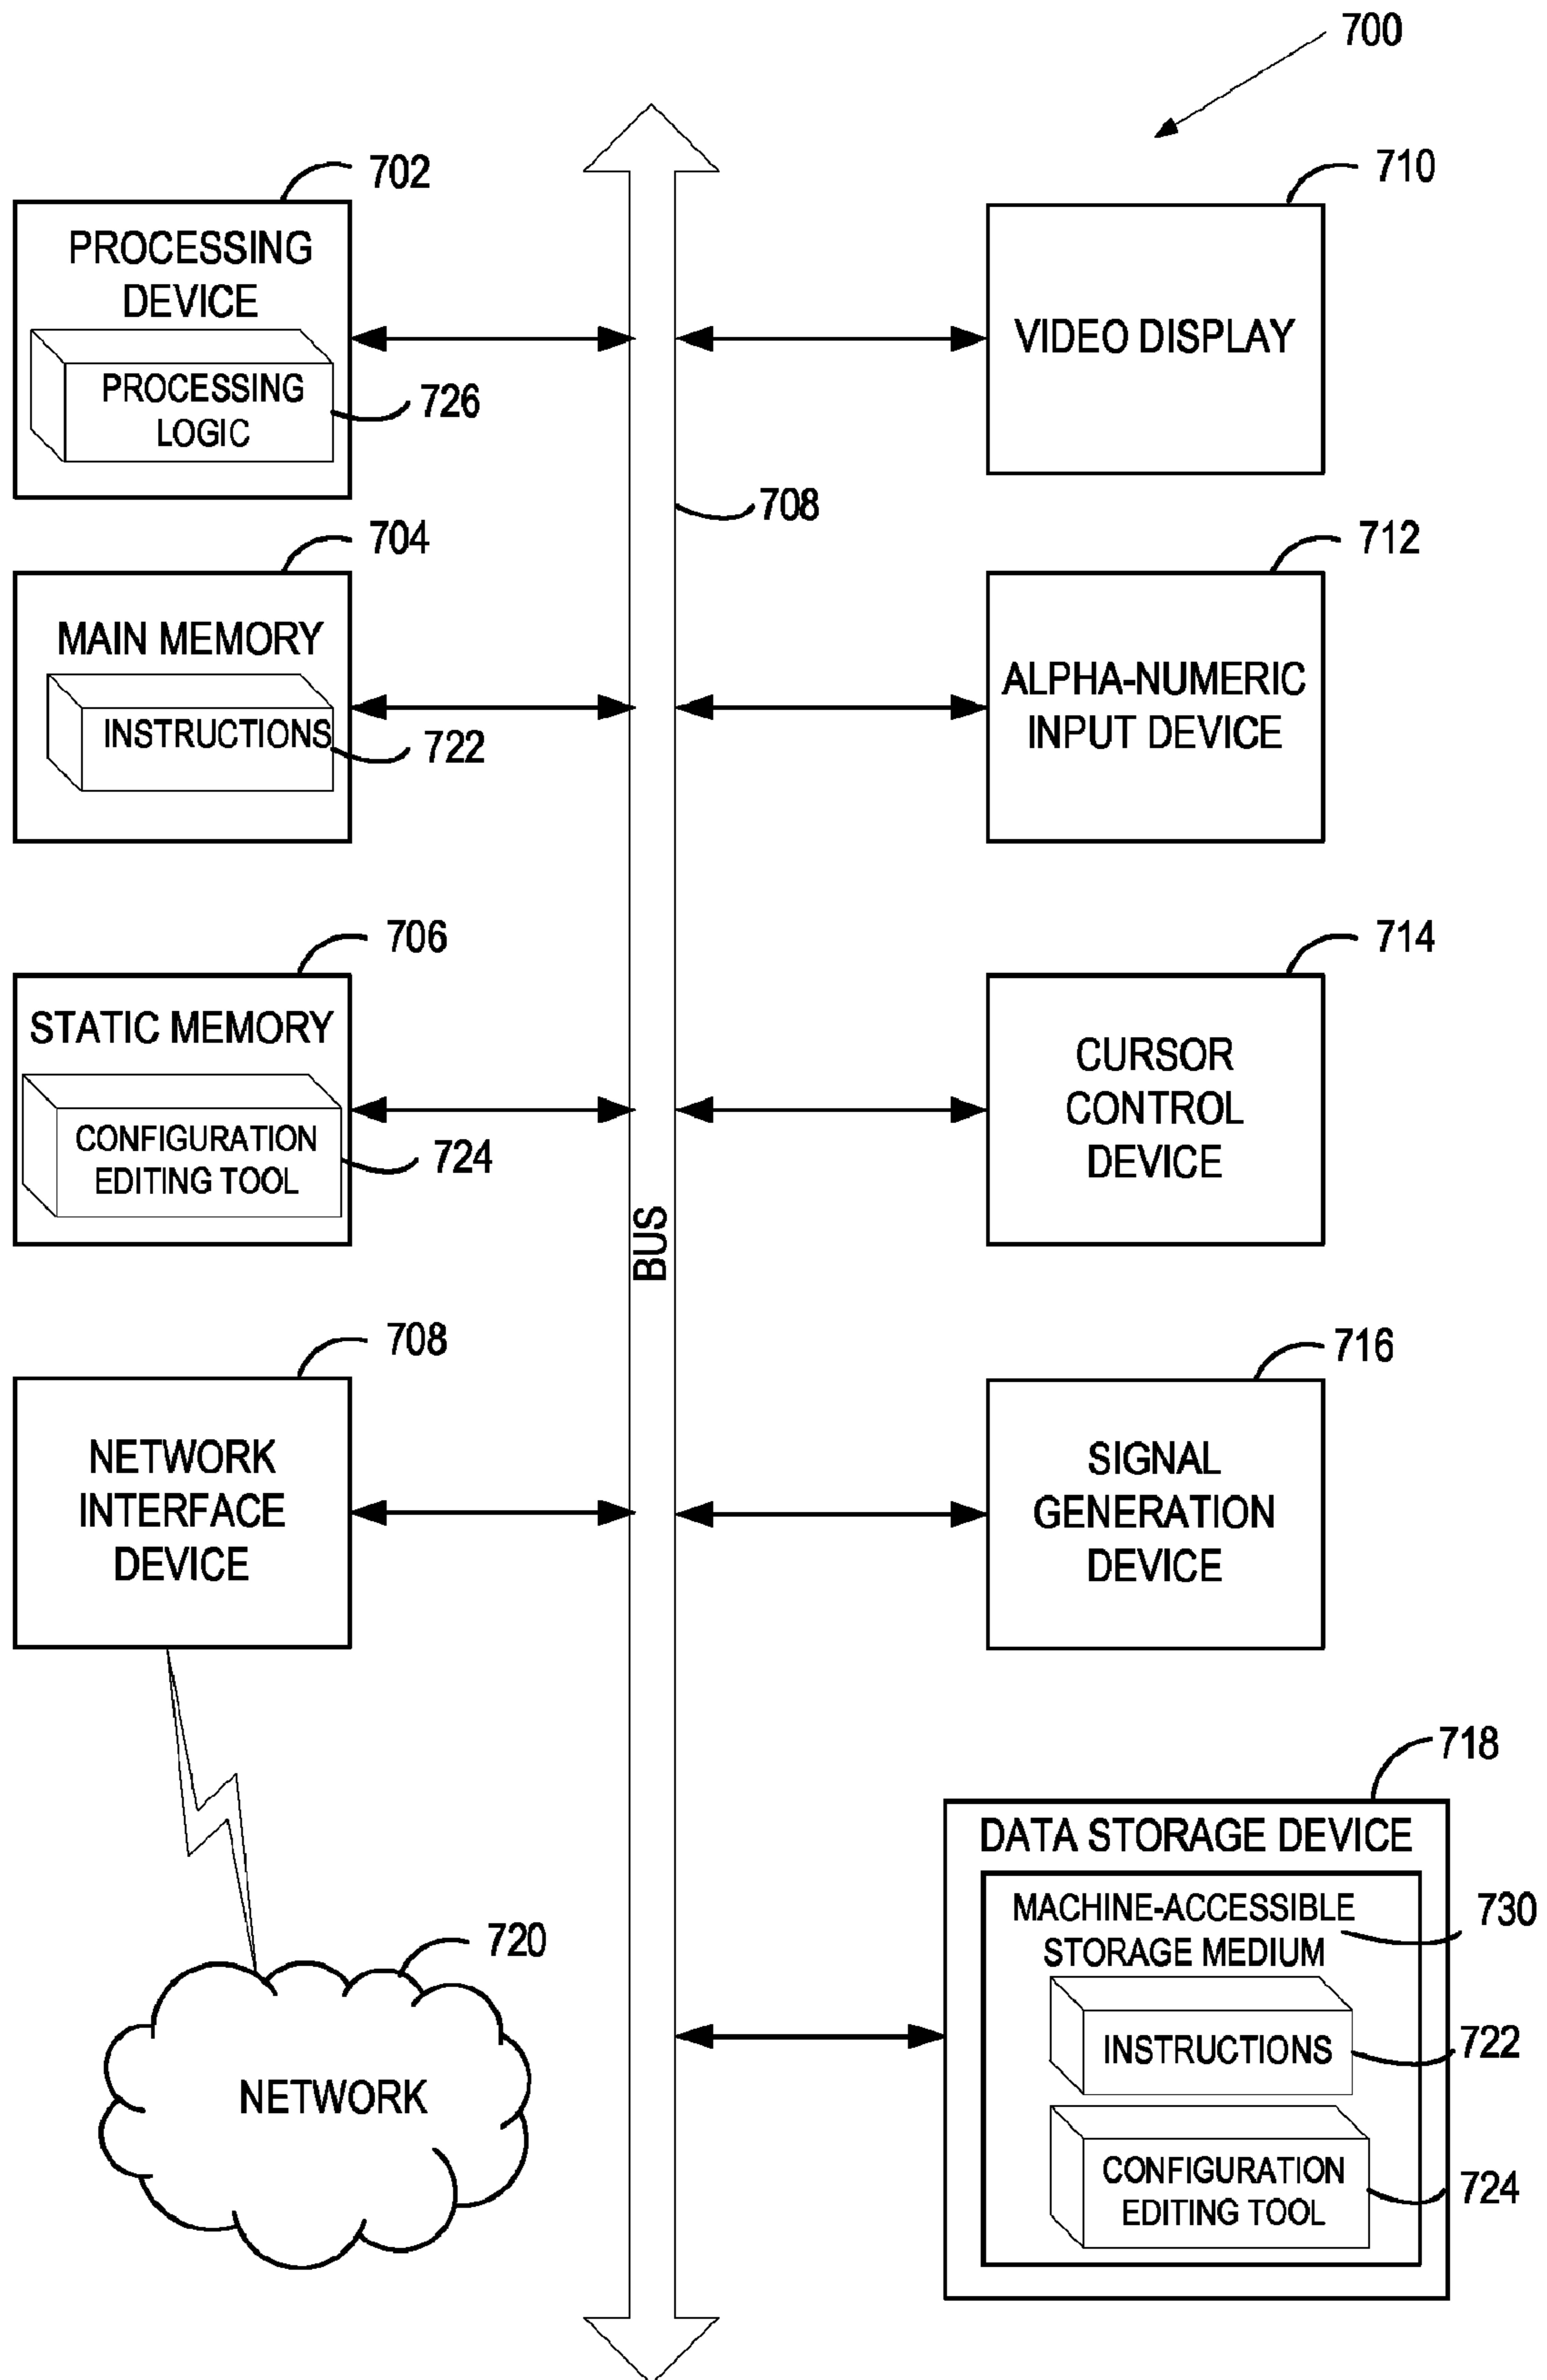 700
702
PROCESSING
DEVICE
PROCESSING
LOGIC
726
710
VIDEO DISPLAY
708
704
MAIN MEMORY
INSTRUCTIONS
722
712
ALPHA-NUMERIC
INPUT DEVICE
706
STATIC MEMORY
CONFIGURATION
EDITING TOOL
724
714
CURSOR
CONTROL
DEVICE
BUS
708
NETWORK
INTERFACE
DEVICE
716
SIGNAL
GENERATION
DEVICE
720
NETWORK
718
DATA STORAGE DEVICE
MACHINE-ACCESSIBLE
STORAGE MEDIUM
730
INSTRUCTIONS
722
CONFIGURATION
EDITING TOOL
724